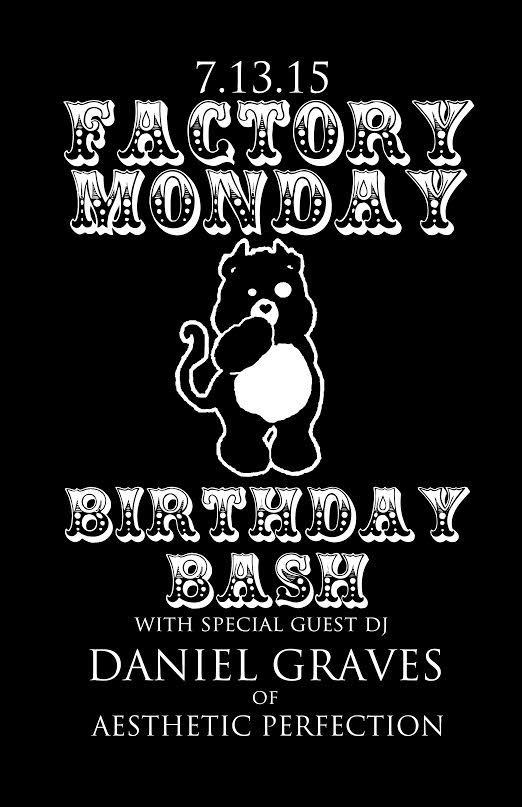 7.13.15
FACTORY
MONDAY
BIRTHDAY
BASH
WITH SPECIAL GUEST DJ
DANIEL GRAVES
OF
AESTHETIC PERFECTION